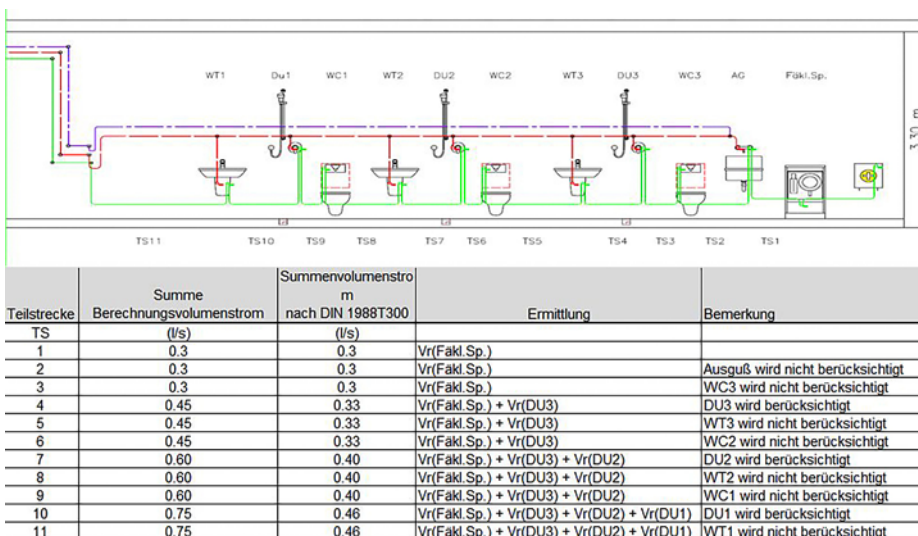 WT1 Du1 WC1 WT2 DU2 WC2 WT3 DU3 WC3 AG Fäkl.Sp.
3,30 m
TS11 TS10 TS9 TS8 TS7 TS6 TS5 TS4 TS3 TS2 TS1
Teilstrecke Summe Berechnungsvolumenstrom Summenvolumenstro m nach DIN 1988T300 Ermittlung Bemerkung
TS (l/s) (l/s)
1 0.3 0.3 Vr(Fäkl.Sp.)
2 0.3 0.3 Vr(Fäkl.Sp.) Ausguß wird nicht berücksichtigt
3 0.3 0.3 Vr(Fäkl.Sp.) WC3 wird nicht berücksichtigt
4 0.45 0.33 Vr(Fäkl.Sp.) + Vr(DU3) DU3 wird berücksichtigt
5 0.45 0.33 Vr(Fäkl.Sp.) + Vr(DU3) WT3 wird nicht berücksichtigt
6 0.45 0.33 Vr(Fäkl.Sp.) + Vr(DU3) WC2 wird nicht berücksichtigt
7 0.60 0.40 Vr(Fäkl.Sp.) + Vr(DU3) + Vr(DU2) DU2 wird berücksichtigt
8 0.60 0.40 Vr(Fäkl.Sp.) + Vr(DU3) + Vr(DU2) WT2 wird nicht berücksichtigt
9 0.60 0.40 Vr(Fäkl.Sp.) + Vr(DU3) + Vr(DU2) WC1 wird nicht berücksichtigt
10 0.75 0.46 Vr(Fäkl.Sp.) + Vr(DU3) + Vr(DU2) + Vr(DU1) DU1 wird berücksichtigt
11 0.75 0.46 Vr(Fäkl.Sp.) + Vr(DU3) + Vr(DU2) + Vr(DU1) WT1 wird nicht berücksichtigt